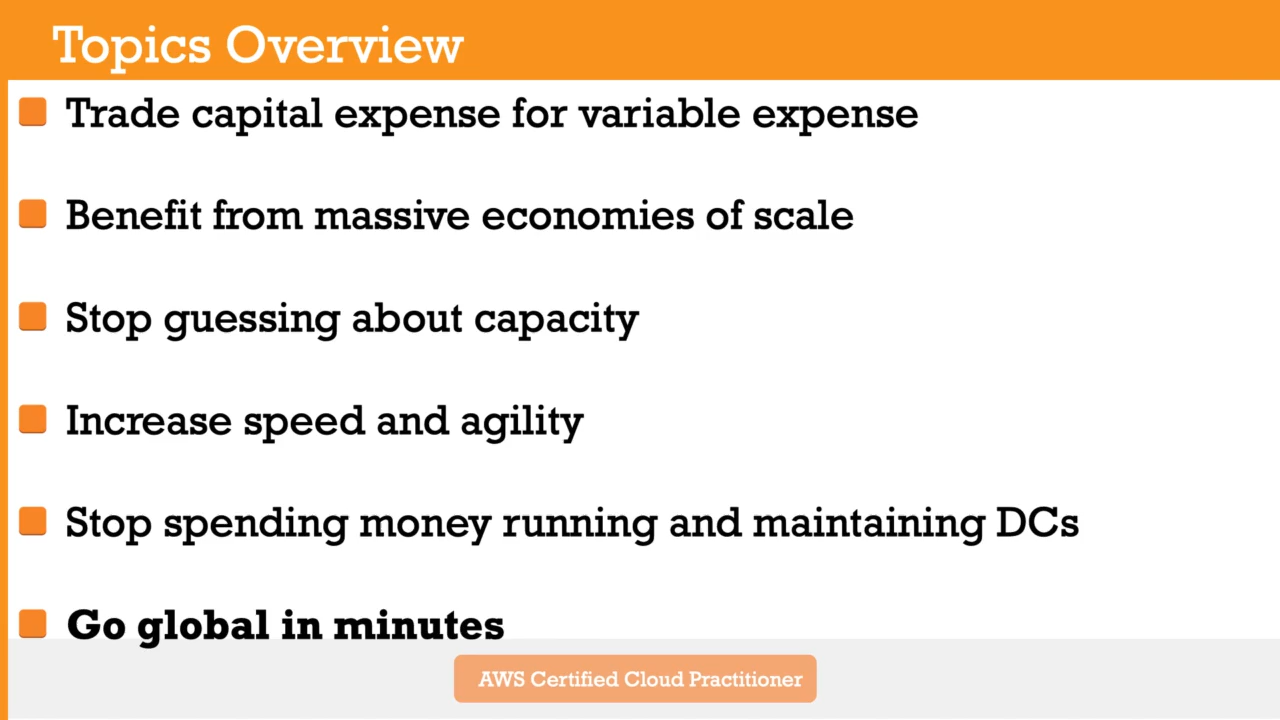 Topics Overview
Trade capital expense for variable expense
Benefit from massive economies of scale
Stop guessing about capacity
Increase speed and agility
Stop spending money running and maintaining DCs
Go global in minutes
AWS Certified Cloud Practitioner